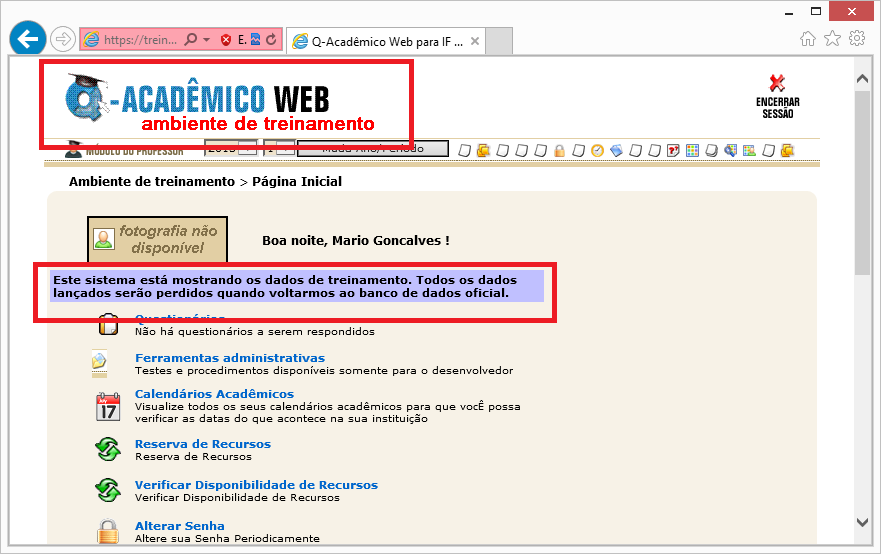 https://trein...
E.
Q-Acadêmico Web para IF ...
Q-ACADÊMICO WEB
ambiente de treinamento
ENCERRAR
SESSÃO
MÓDULO DO PROFESSOR
Muda Ano/Período
Ambiente de treinamento > Página Inicial
fotografia não
disponível
Boa noite, Mario Goncalves !
Este sistema está mostrando os dados de treinamento. Todos os dados
lançados serão perdidos quando voltarmos ao banco de dados oficial.
Questionários
Não há questionários a serem respondidos
Ferramentas administrativas
Testes e procedimentos disponíveis somente para o desenvolvedor
July
17
Calendários Acadêmicos
Visualize todos os seus calendários acadêmicos para que vocÊ possa
verificar as datas do que acontece na sua instituição
Reserva de Recursos
Reserva de Recursos
Verificar Disponibilidade de Recursos
Verificar Disponibilidade de Recursos
Alterar Senha
Altere sua Senha Periodicamente